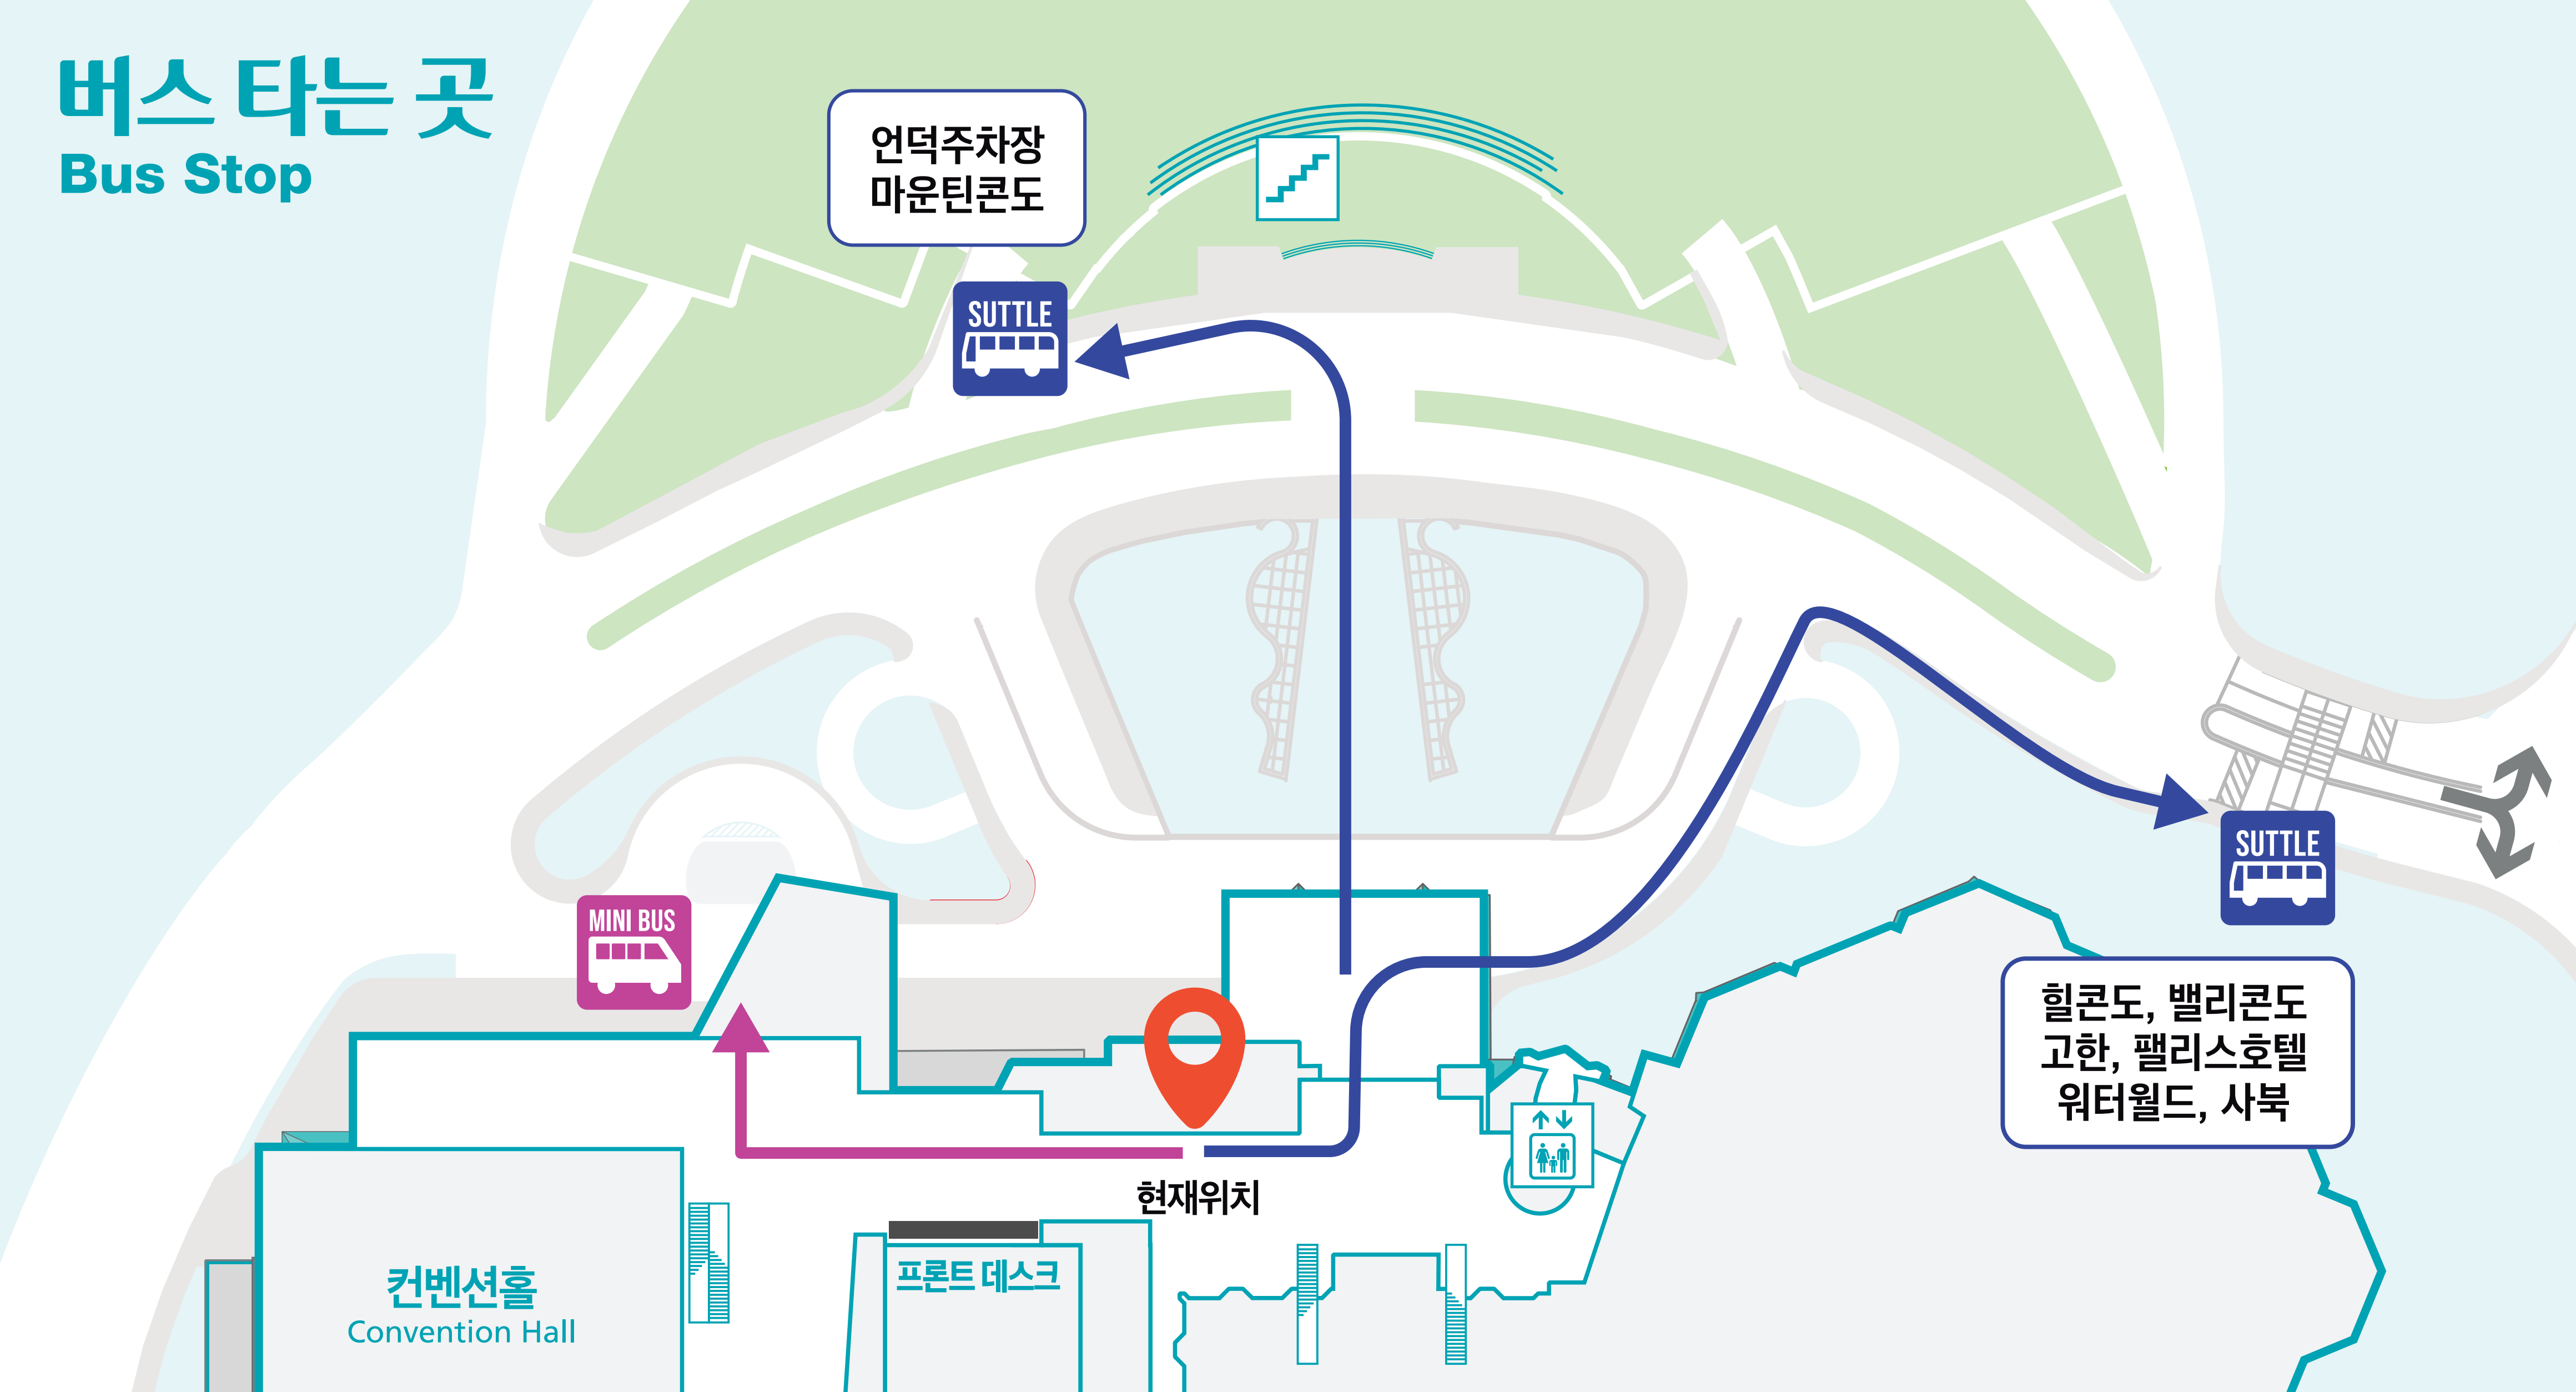 버스 타는 곳
Bus Stop
언덕주차장
마운틴콘도
SUTTLE
SUTTLE
MINI BUS
힐콘도, 밸리콘도
고한, 팰리스호텔
워터월드, 사북
현재위치
프론트 데스크
컨벤션홀
Convention Hall